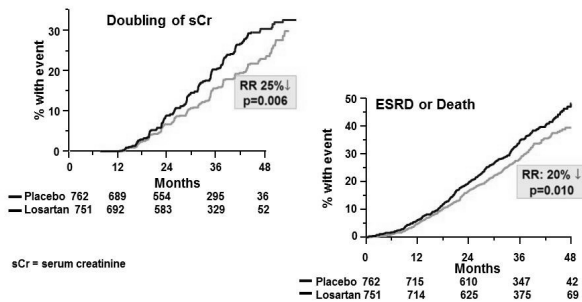 Doubling of sCr
% with event
30
20
10
0
RR 25%↓
p=0.006
0 12 24 36 48
Months
Placebo 762 689 554 295 36
Losartan 751 692 583 329 52
sCr = serum creatinine
ESRD or Death
% with event
50
40
30
20
10
0
RR: 20% ↓
p=0.010
0 12 24 36 48
Months
Placebo 762 715 610 347 42
Losartan 751 714 625 375 69